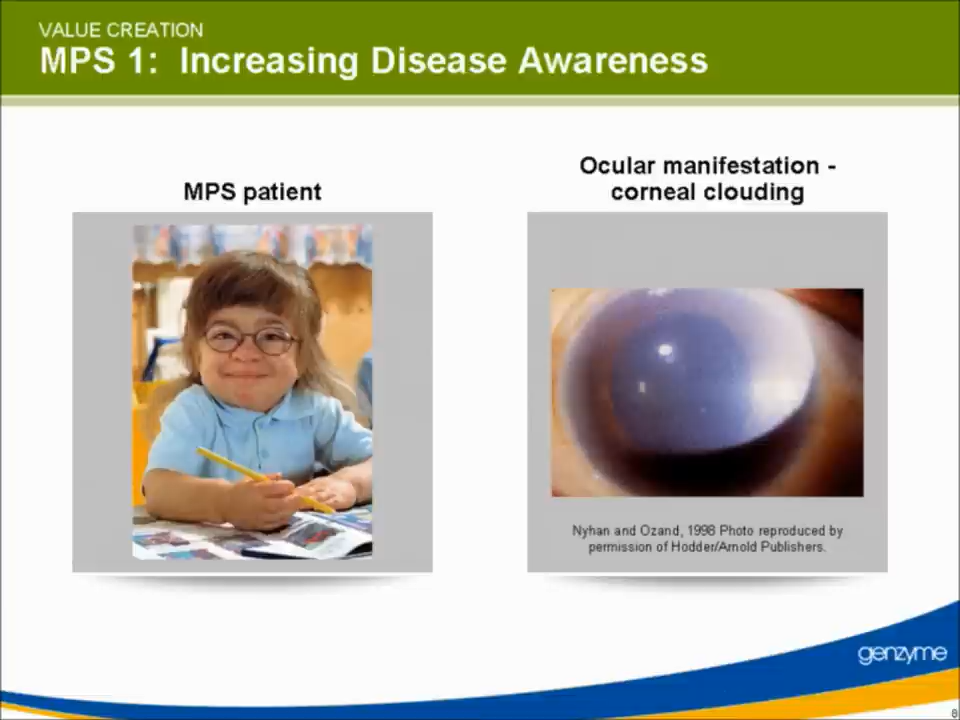 VALUE CREATION
MPS 1: Increasing Disease Awareness
MPS patient
Ocular manifestation -
corneal clouding
Nyhan and Ozand, 1998 Photo reproduced by
permission of Hodder/Arnold Publishers.
genzyme
8